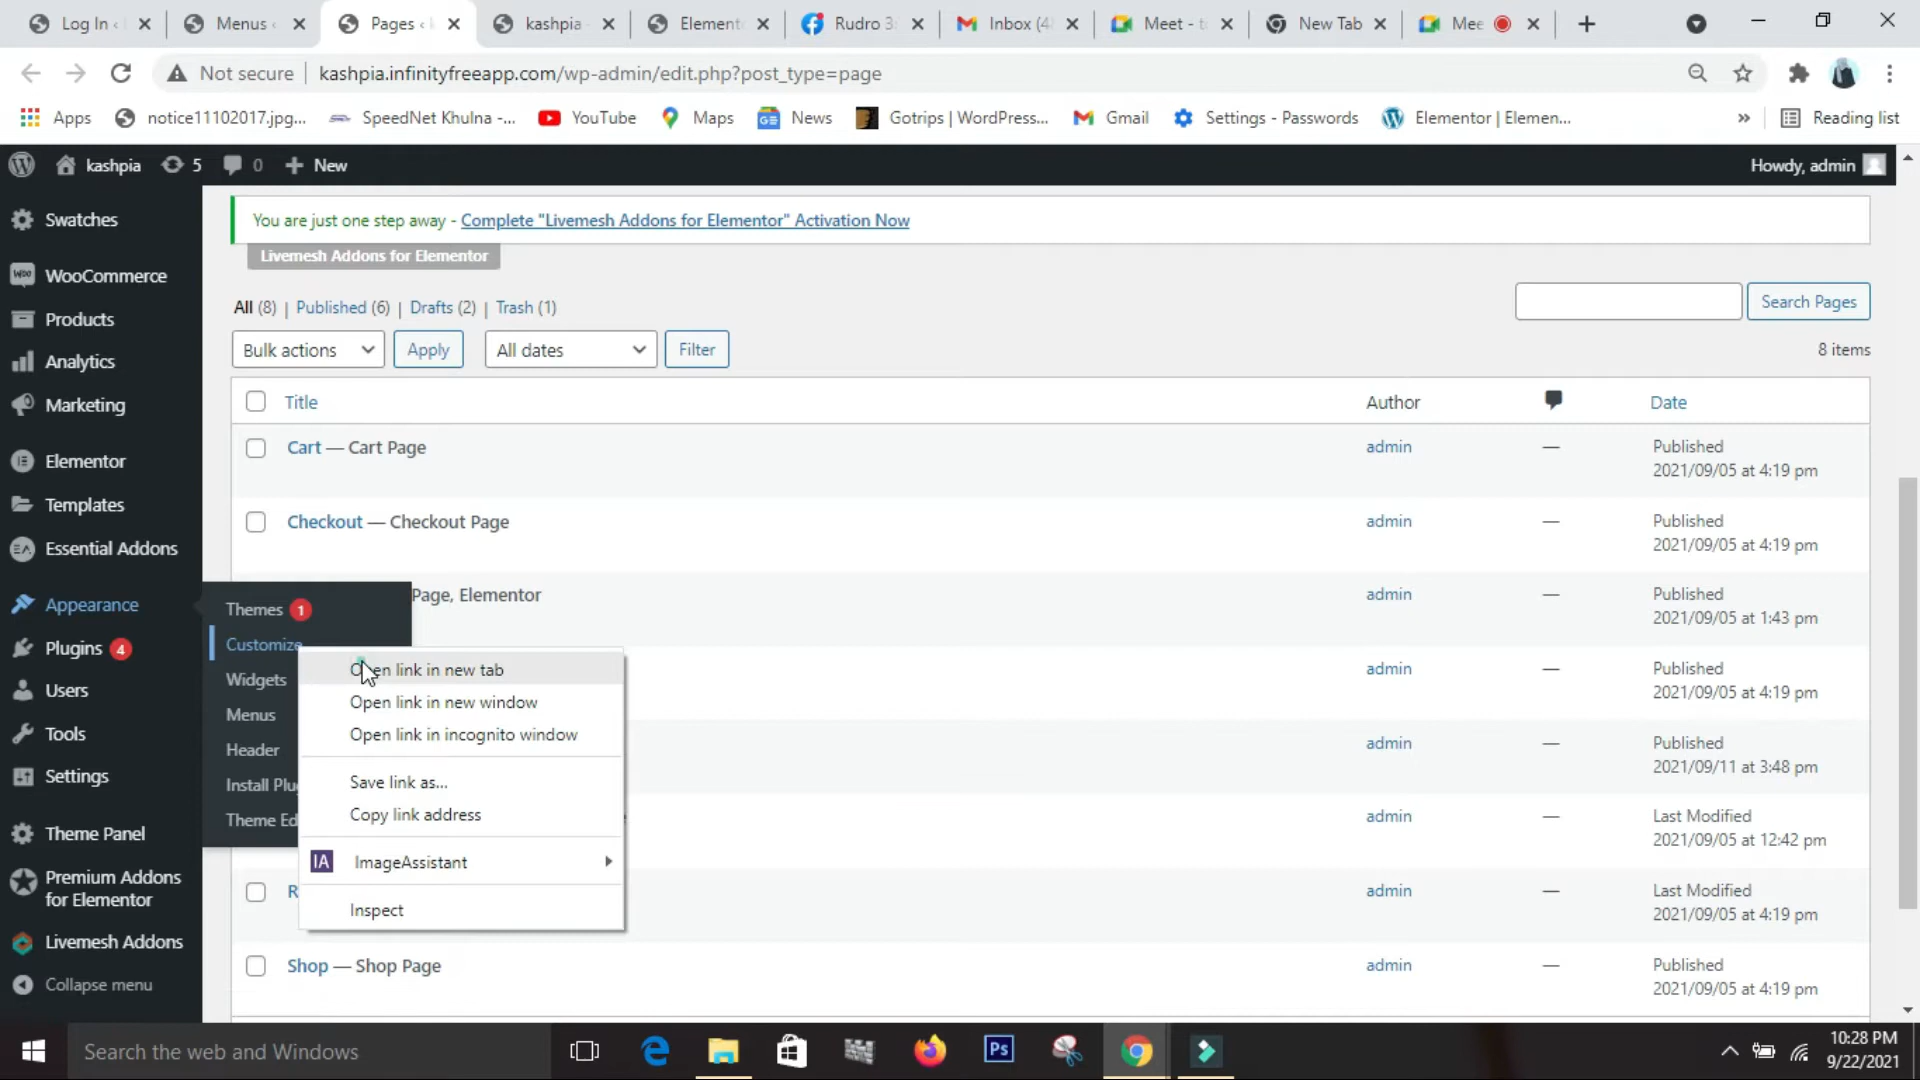 Log In ‹
Menus ‹
Pages ‹
kashpia
Element
Rudro 3
Inbox (4
Meet - t
New Tab
Mee
Not secure
kashpia.infinityfreeapp.com/wp-admin/edit.php?post_type=page
Apps
notice11102017.jpg...
SpeedNet Khulna -...
YouTube
Maps
News
Gotrips | WordPress...
Gmail
Settings - Passwords
Elementor | Elemen...
»
Reading list
kashpia
5
0
New
Howdy, admin
Swatches
WooCommerce
Products
Analytics
Marketing
Elementor
Templates
Essential Addons
Appearance
Plugins 4
Users
Tools
Settings
Theme Panel
Premium Addons
for Elementor
Livemesh Addons
Collapse menu
You are just one step away - Complete "Livemesh Addons for Elementor" Activation Now
Livemesh Addons for Elementor
All (8) | Published (6) | Drafts (2) | Trash (1)
Search Pages
Bulk actions
Apply
All dates
Filter
8 items
Title
Author
Date
Cart — Cart Page
admin
—
Published
2021/09/05 at 4:19 pm
Checkout — Checkout Page
admin
—
Published
2021/09/05 at 4:19 pm
Page, Elementor
admin
—
Published
2021/09/05 at 1:43 pm
admin
—
Published
2021/09/05 at 4:19 pm
admin
—
Published
2021/09/11 at 3:48 pm
admin
—
Last Modified
2021/09/05 at 12:42 pm
R
admin
—
Last Modified
2021/09/05 at 4:19 pm
Shop — Shop Page
admin
—
Published
2021/09/05 at 4:19 pm
Themes 1
Customize
Widgets
Menus
Header
Install Plu
Theme Ed
Open link in new tab
Open link in new window
Open link in incognito window
Save link as...
Copy link address
IA ImageAssistant
Inspect
Search the web and Windows
Ps
10:28 PM
9/22/2021